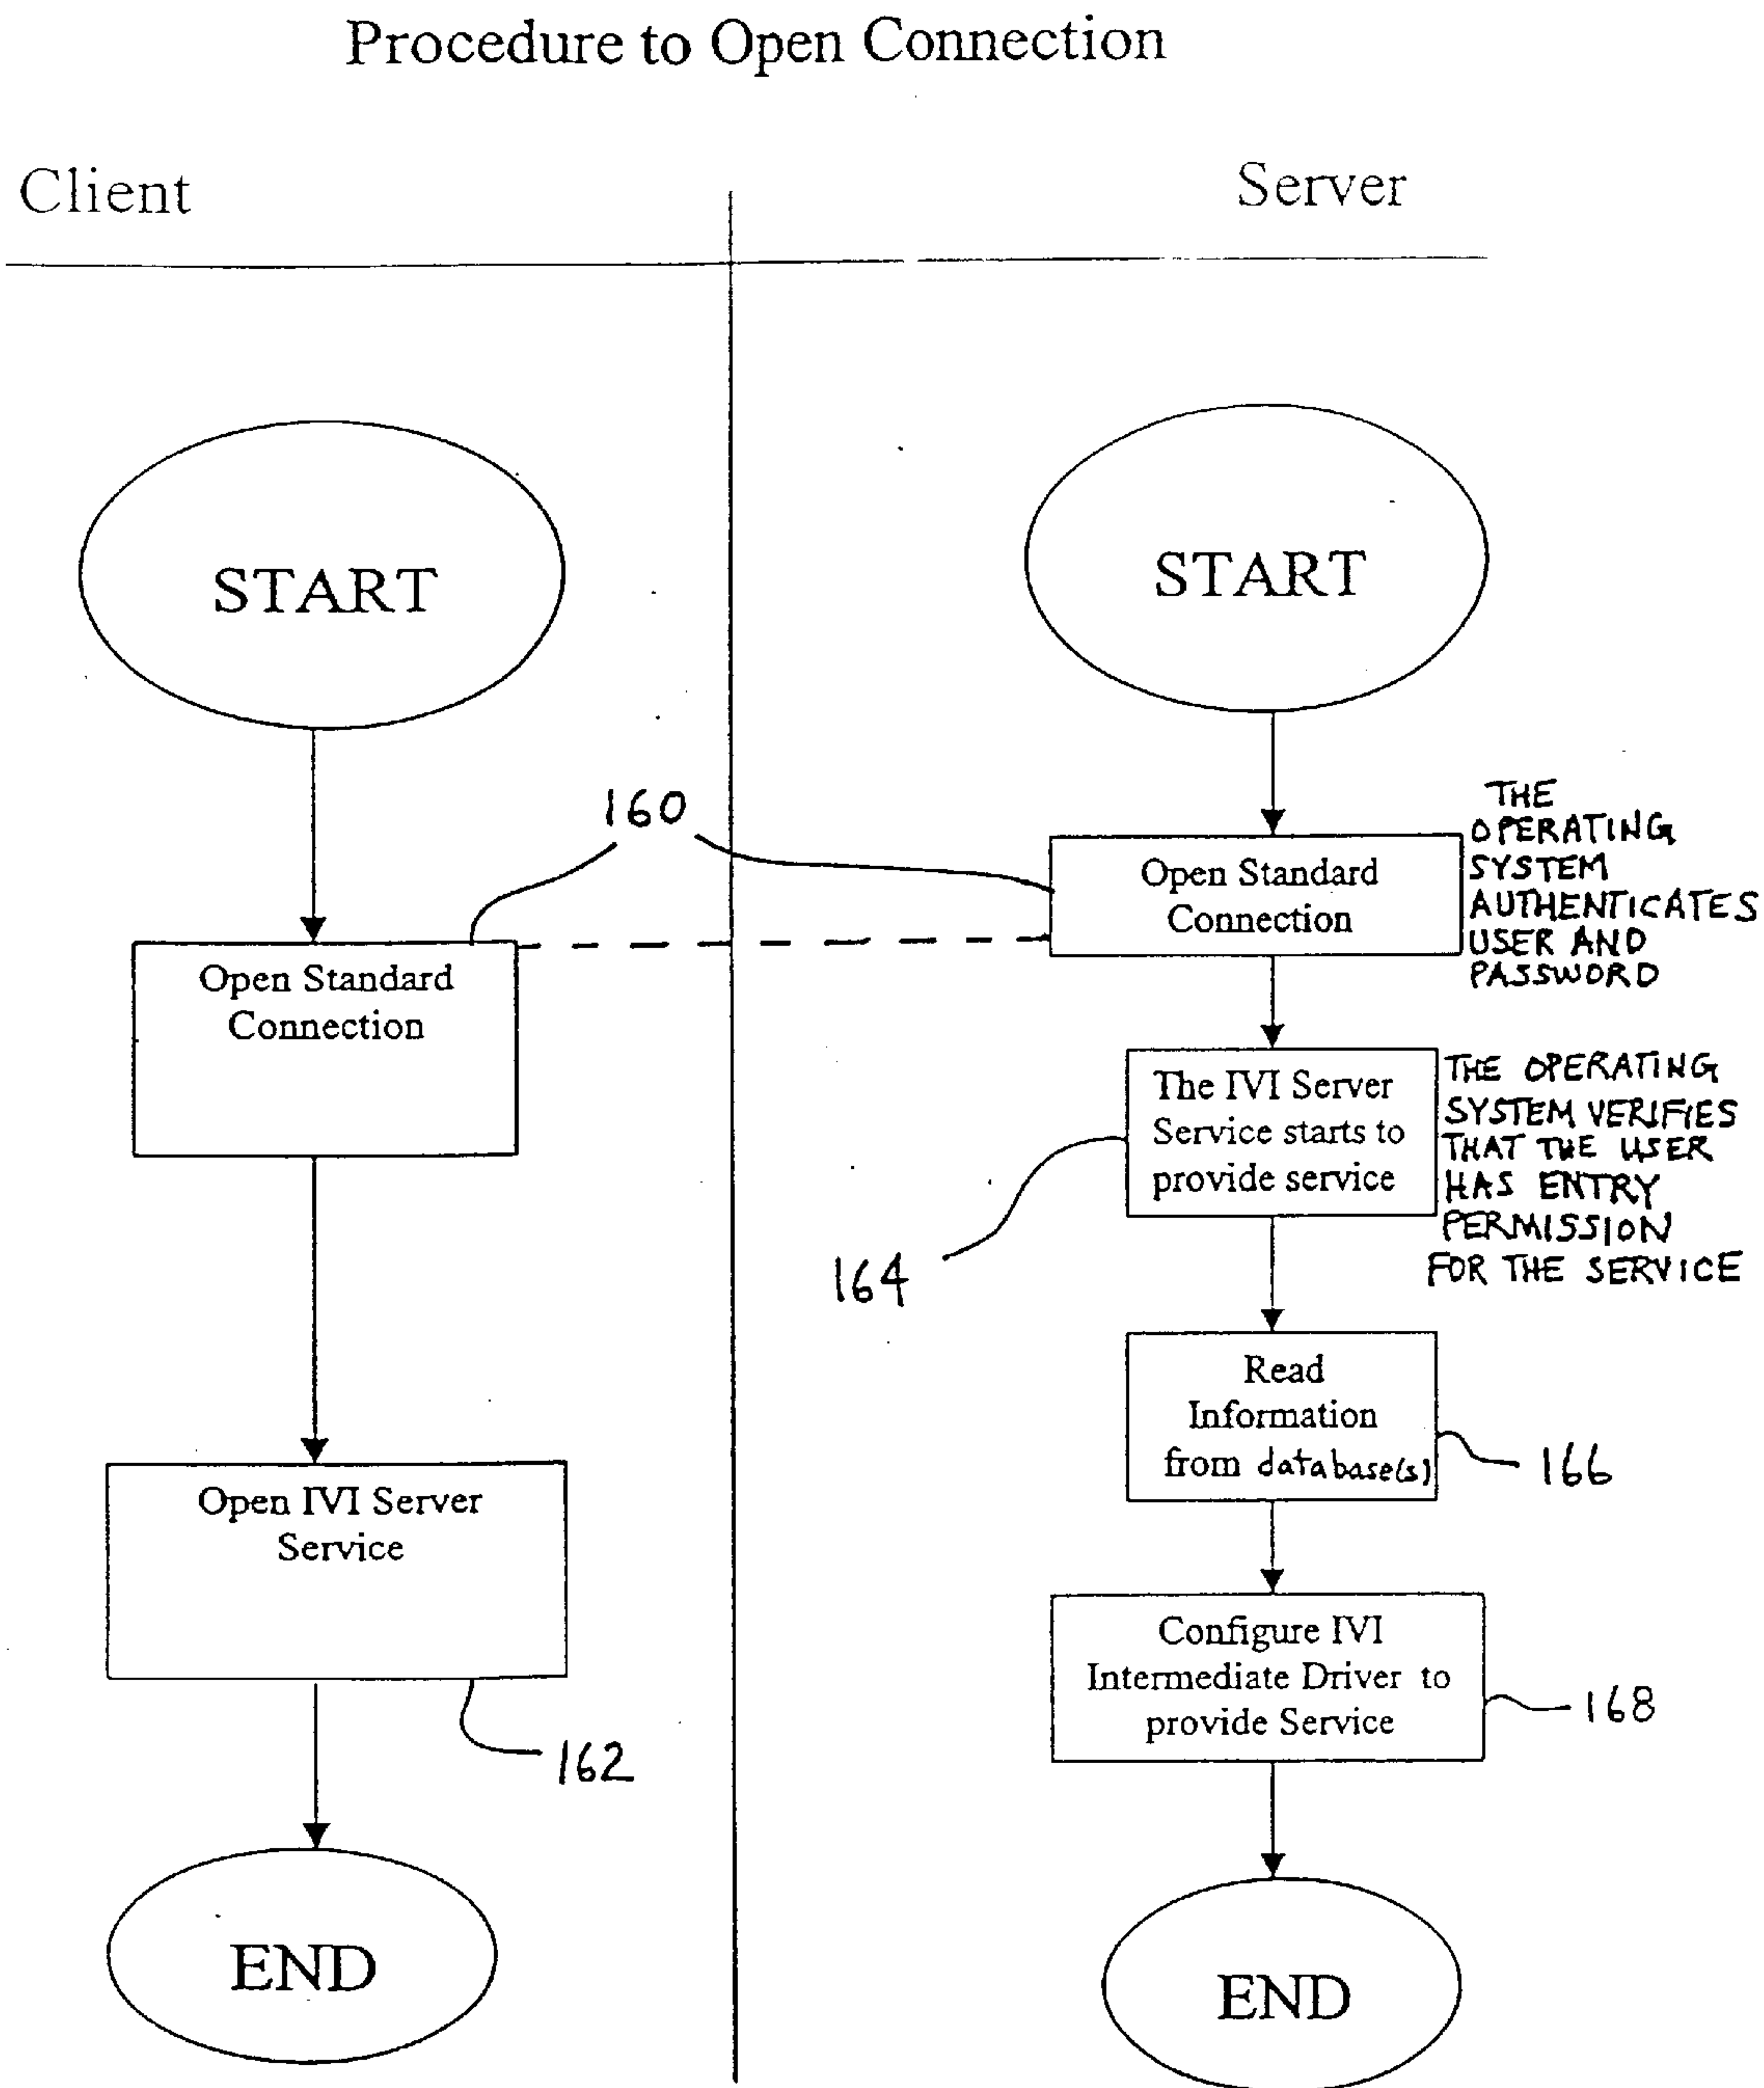 Procedure to Open Connection
Client
Server
START
START
160
Open Standard
Connection
THE
OPERATING
SYSTEM
AUTHENTICATES
USER AND
PASSWORD
Open Standard
Connection
The IVI Server
Service starts to
provide service
THE OPERATING
SYSTEM VERIFIES
THAT THE USER
HAS ENTRY
PERMISSION
FOR THE SERVICE
164
Read
Information
from database(s)
166
Open IVI Server
Service
162
Configure IVI
Intermediate Driver to
provide Service
168
END
END